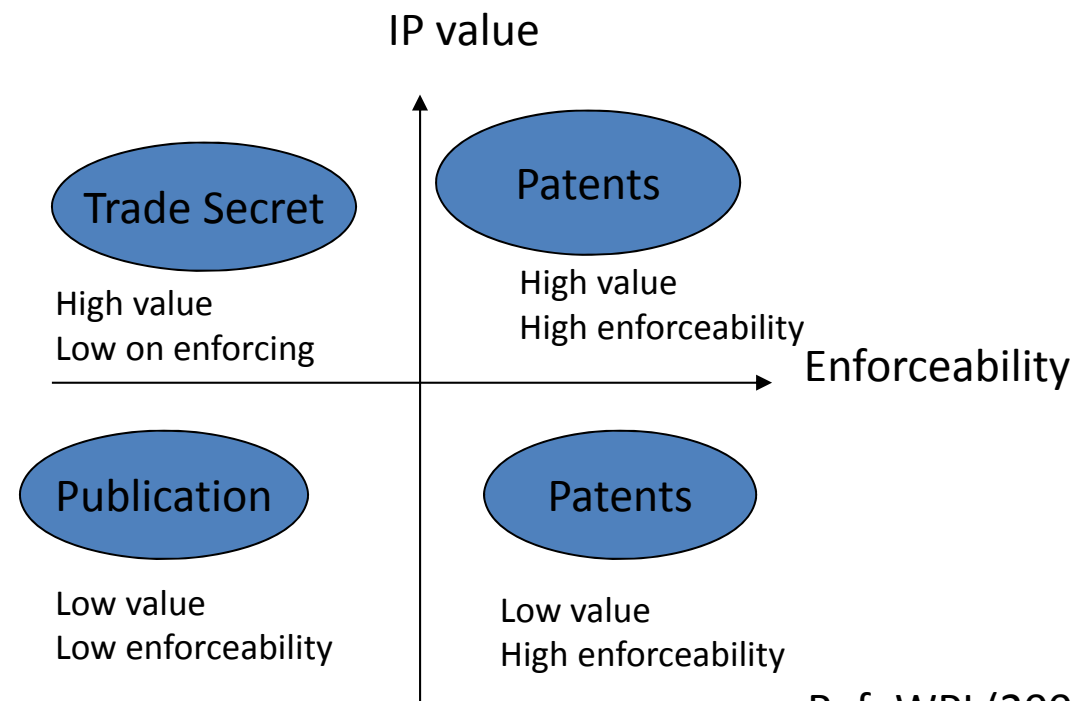 IP value
Trade Secret
Patents
High value
Low on enforcing
High value
High enforceability
Enforceability
Publication
Patents
Low value
Low enforceability
Low value
High enforceability